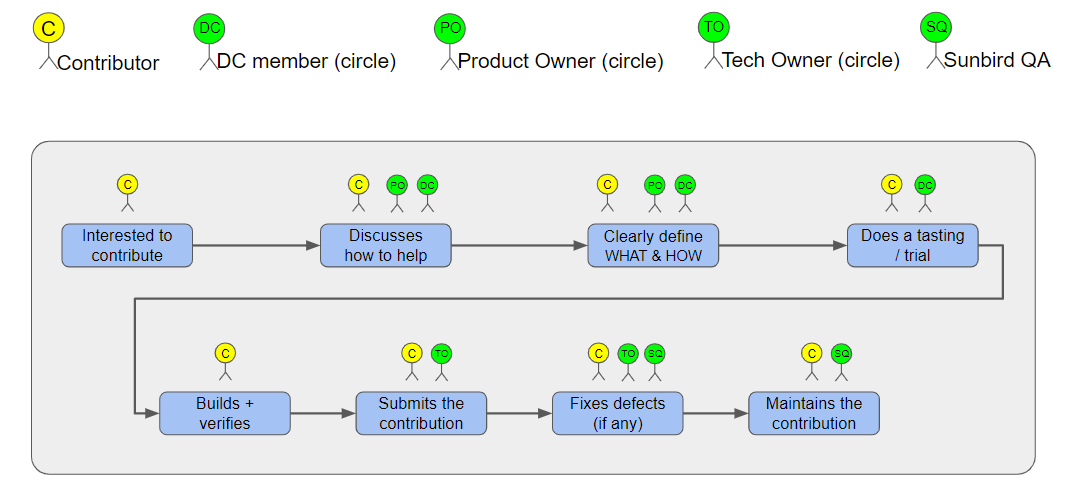 C
Contributor
DC
DC member (circle)
PO
Product Owner (circle)
TO
Tech Owner (circle)
SQ
Sunbird QA
C
Interested to
contribute
C PO DC
Discusses
how to help
C PO DC
Clearly define
WHAT & HOW
C DC
Does a tasting
/ trial
C
Builds +
verifies
C TO
Submits the
contribution
C TO SQ
Fixes defects
(if any)
C SQ
Maintains the
contribution